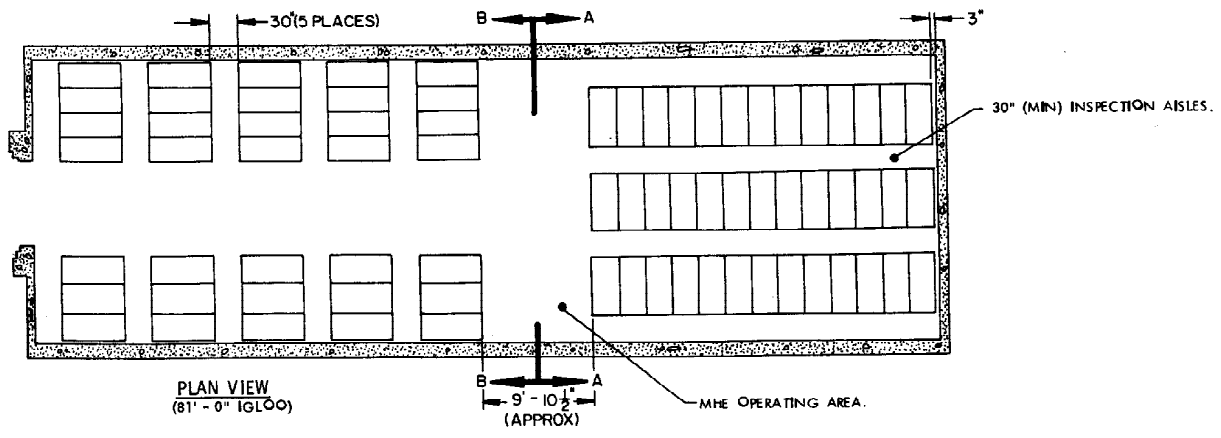 30"(5 PLACES)
B A
3"
30" (MIN) INSPECTION AISLES.
PLAN VIEW
(81' - 0" IGLOO)
B A
9' - 10 1/2"
(APPROX)
MHE OPERATING AREA.